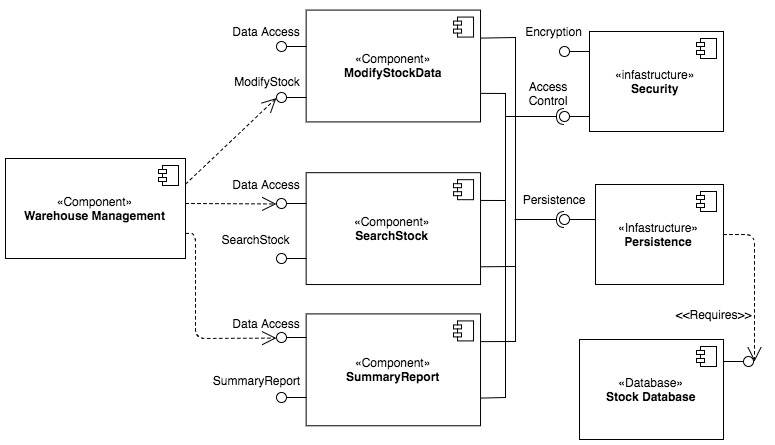 Data Access
Encryption
«Component»
ModifyStockData
«infastructure»
Security
ModifyStock
Access
Control
«Component»
Warehouse Management
Data Access
«Component»
SearchStock
Persistence
«Infastructure»
Persistence
SearchStock
Data Access
<<Requires>>
«Component»
SummaryReport
SummaryReport
«Database»
Stock Database